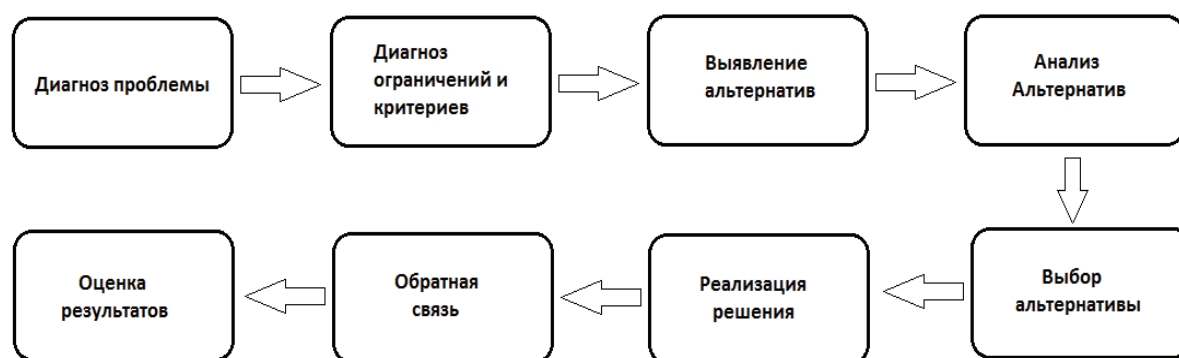 Диагноз проблемы
Диагноз
ограничений и
критериев
Выявление
альтернатив
Анализ
Альтернатив
Выбор
альтернативы
Реализация
решения
Обратная
связь
Оценка
результатов